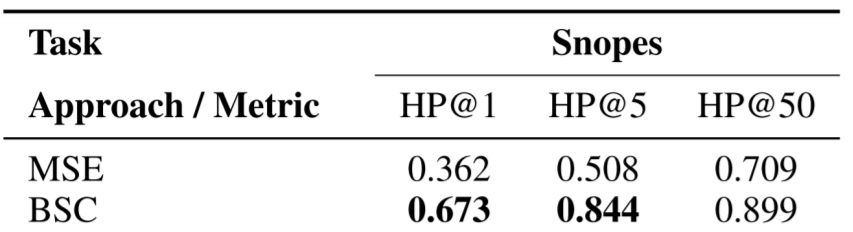 Task Snopes
Approach / Metric HP@1 HP@5 HP@50
MSE 0.362 0.508 0.709
BSC 0.673 0.844 0.899